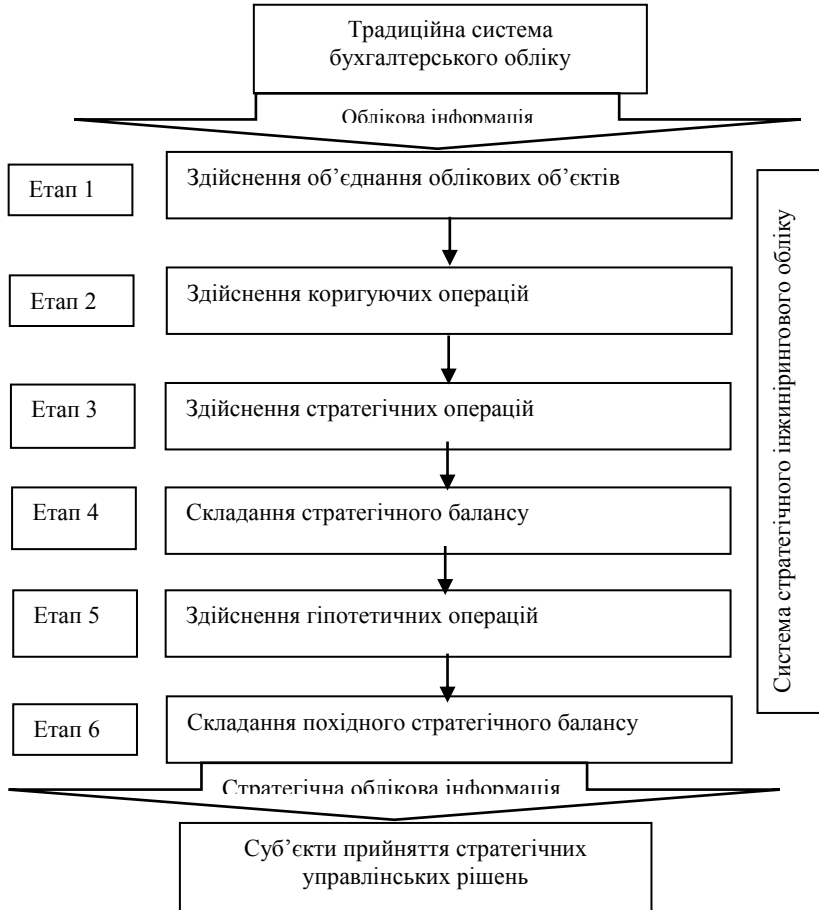 Традиційна система
бухгалтерського обліку
Облікова інформація
Етап 1
Здійснення об’єднання облікових об’єктів
Етап 2
Здійснення коригуючих операцій
Етап 3
Здійснення стратегічних операцій
Етап 4
Складання стратегічного балансу
Етап 5
Здійснення гіпотетичних операцій
Етап 6
Складання похідного стратегічного балансу
Система стратегічного інжинірингового обліку
Стратегічна облікова інформація
Суб’єкти прийняття стратегічних
управлінських рішень